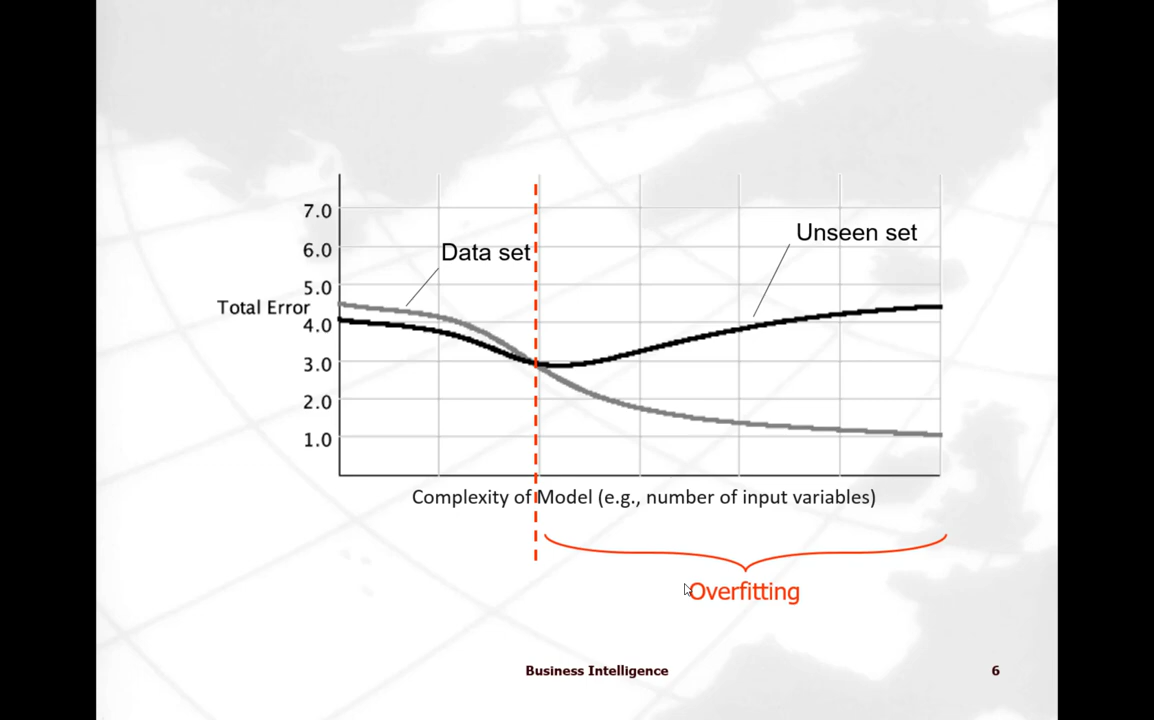 7.0
Unseen set
6.0
Data set
5.0
Total Error
4.0
3.0
2.0
1.0
Complexity of Model (e.g., number of input variables)
Overfitting
Business Intelligence
6